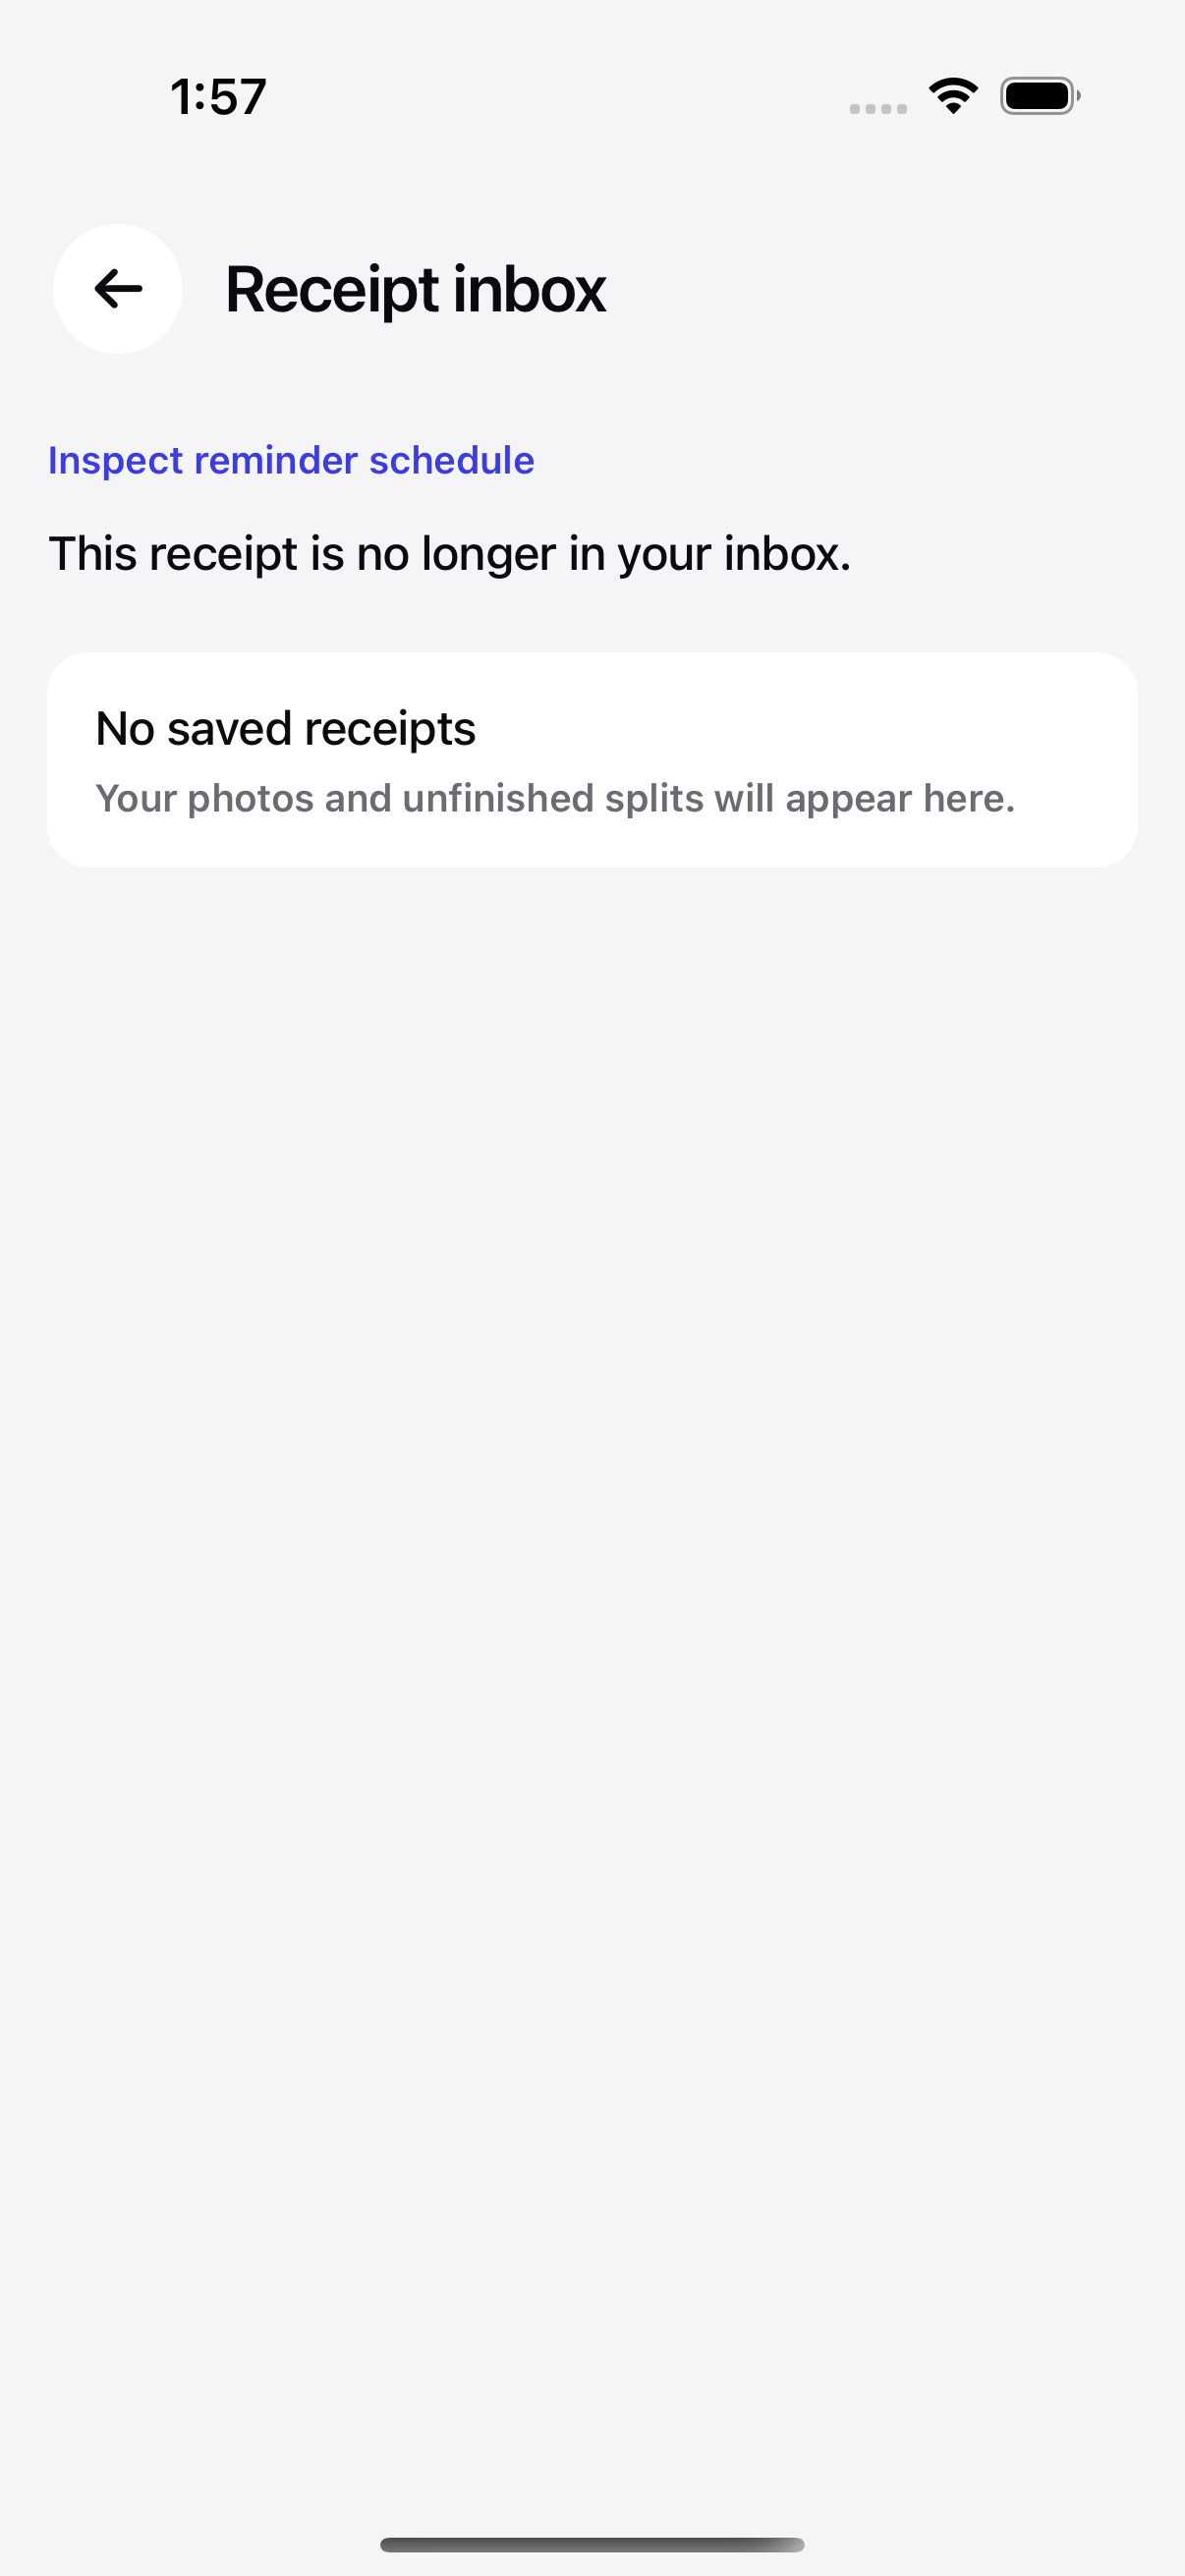 1:57
Receipt inbox
Inspect reminder schedule
This receipt is no longer in your inbox.
No saved receipts
Your photos and unfinished splits will appear here.